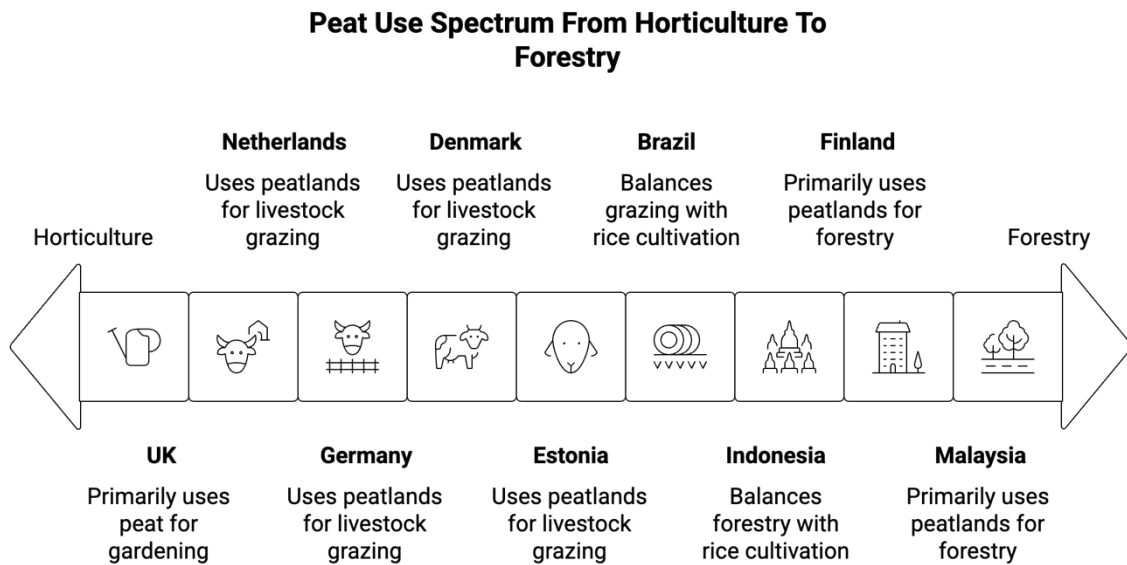 Peat Use Spectrum From Horticulture To
Forestry
Netherlands
Uses peatlands
for livestock
grazing
Denmark
Uses peatlands
for livestock
grazing
Brazil
Balances
grazing with
rice cultivation
Finland
Primarily uses
peatlands for
forestry
Horticulture
Forestry
UK
Primarily uses
peat for
gardening
Germany
Uses peatlands
for livestock
grazing
Estonia
Uses peatlands
for livestock
grazing
Indonesia
Balances
forestry with
rice cultivation
Malaysia
Primarily uses
peatlands for
forestry